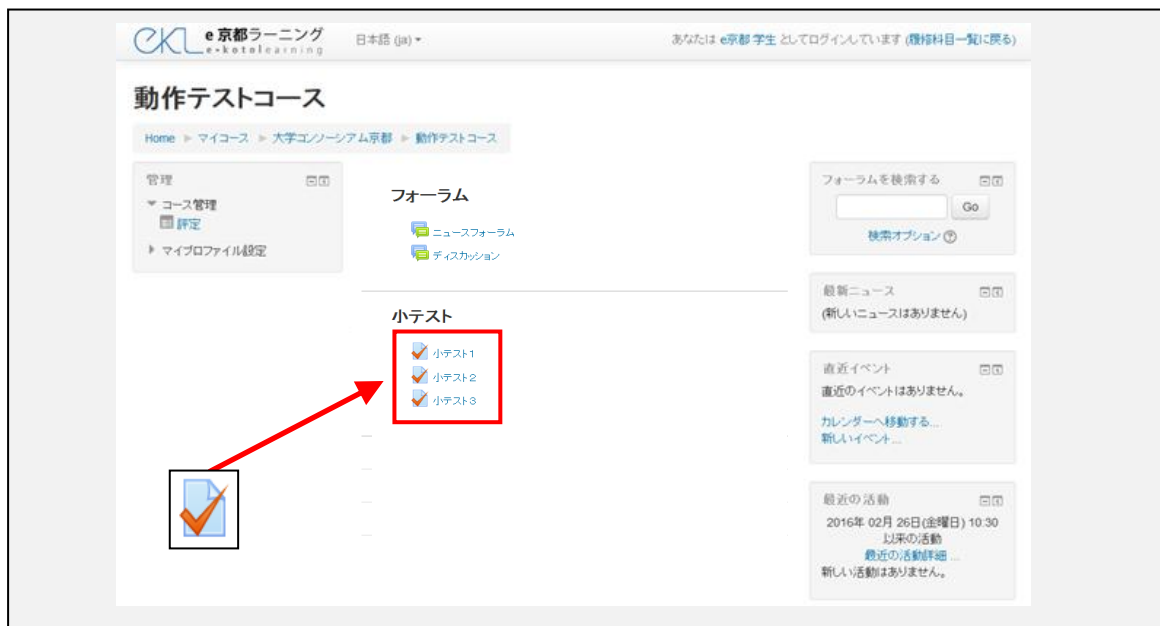 e京都ラーニング
e-kotolearning
日本語 (ja)
あなたは e京都 学生 としてログインしています (履修科目一覧に戻る)
動作テストコース
Home ► マイコース ► 大学コンソーシアム京都 ► 動作テストコース
管理
コース管理
評定
マイプロファイル設定
フォーラム
ニュースフォーラム
ディスカッション
小テスト
小テスト1
小テスト2
小テスト3
フォーラムを検索する
Go
検索オプション
最新ニュース
(新しいニュースはありません)
直近イベント
直近のイベントはありません。
カレンダーへ移動する...
新しいイベント...
最近の活動
2016年 02月 26日(金曜日) 10:30
以来の活動
最近の活動詳細 ...
新しい活動はありません。